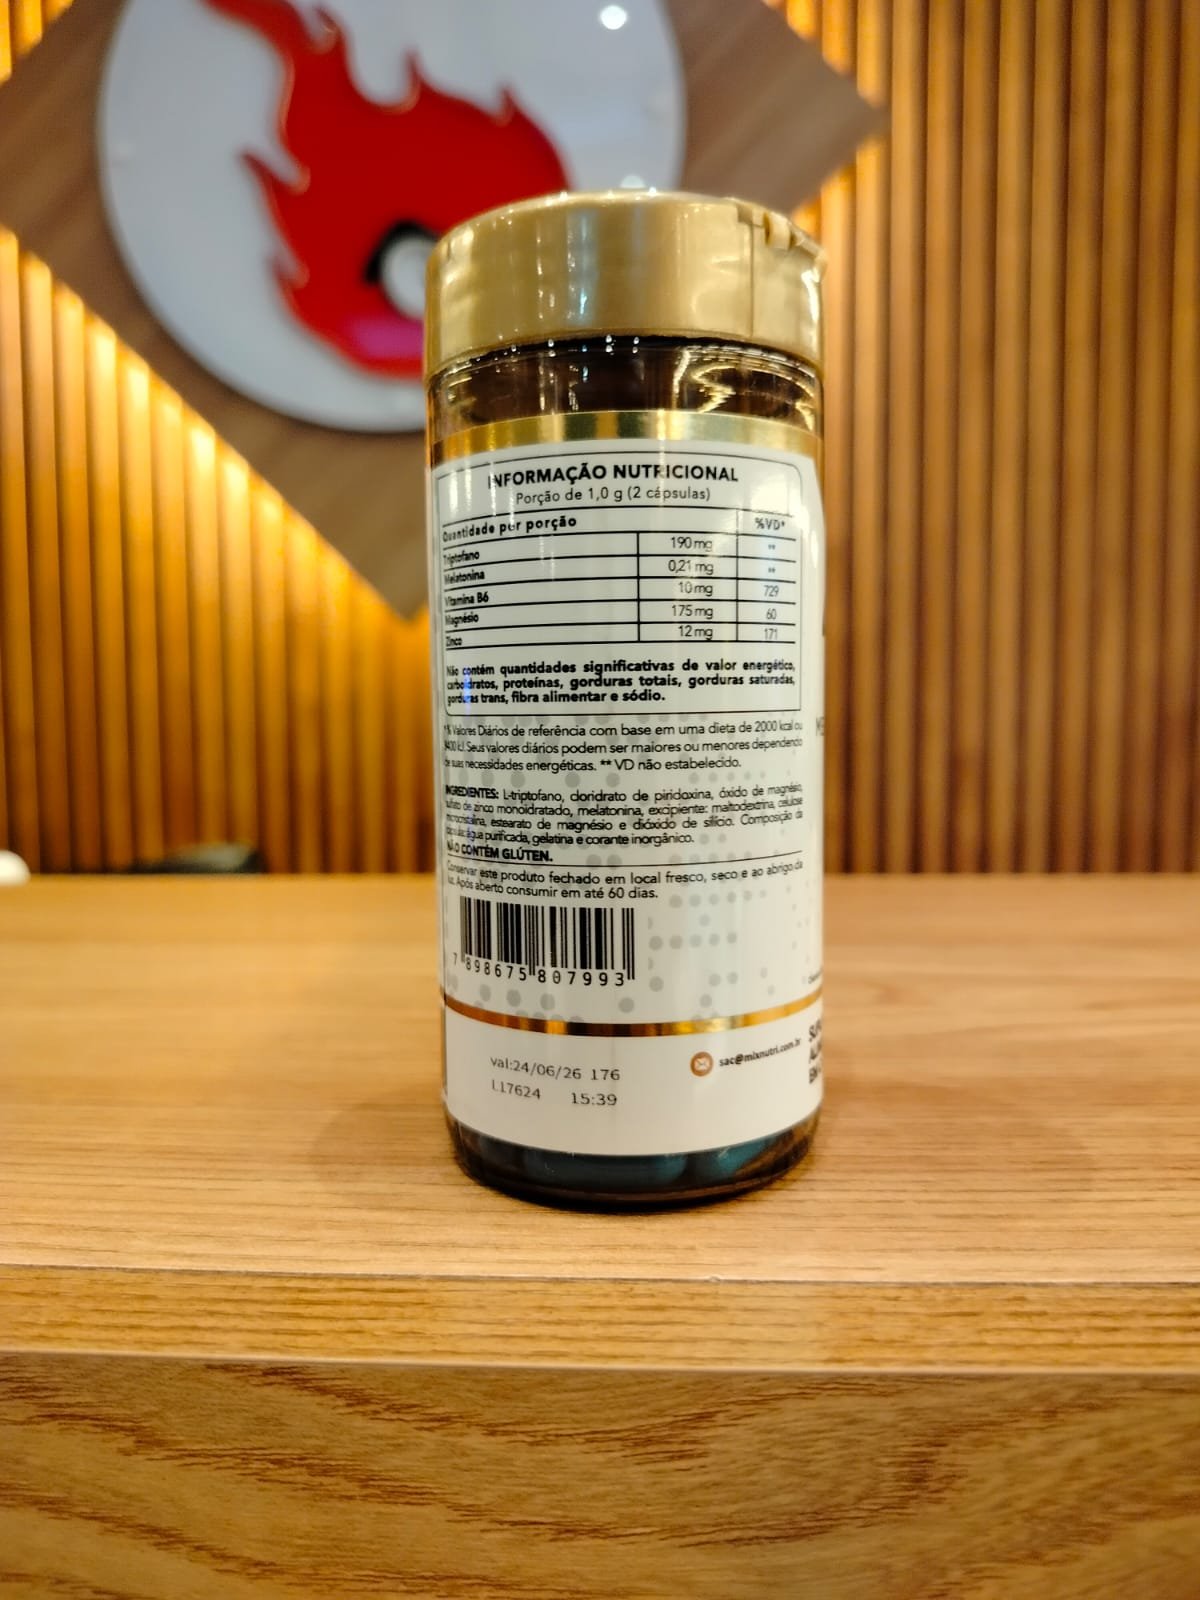 INFORMAÇÃO NUTRICIONAL
Porção de 1,0 g (2 cápsulas)
Quantidade por porção %VD*
Triptofano 190 mg **
Melatonina 0,21 mg **
Vitamina B6 10 mg 729
Magnésio 175 mg 60
Zinco 12 mg 171
Não contém quantidades significativas de valor energético,
carboidratos, proteínas, gorduras totais, gorduras saturadas,
gorduras trans, fibra alimentar e sódio.
*% Valores Diários de referência com base em uma dieta de 2000 kcal ou
8400 kJ. Seus valores diários podem ser maiores ou menores dependendo
de suas necessidades energéticas. ** VD não estabelecido.
INGREDIENTES: L-triptofano, cloridrato de piridoxina, óxido de magnésio,
sulfato de zinco monoidratado, melatonina, excipiente: maltodextrina, celulose
microcristalina, estearato de magnésio e dióxido de silício. Composição da
cápsula: água purificada, gelatina e corante inorgânico.
NÃO CONTÉM GLÚTEN.
Conservar este produto fechado em local fresco, seco e ao abrigo da
luz. Após aberto consumir em até 60 dias.
7 898675 807993
sac@mixnutri.com.br
val:24/06/26 176
L17624 15:39